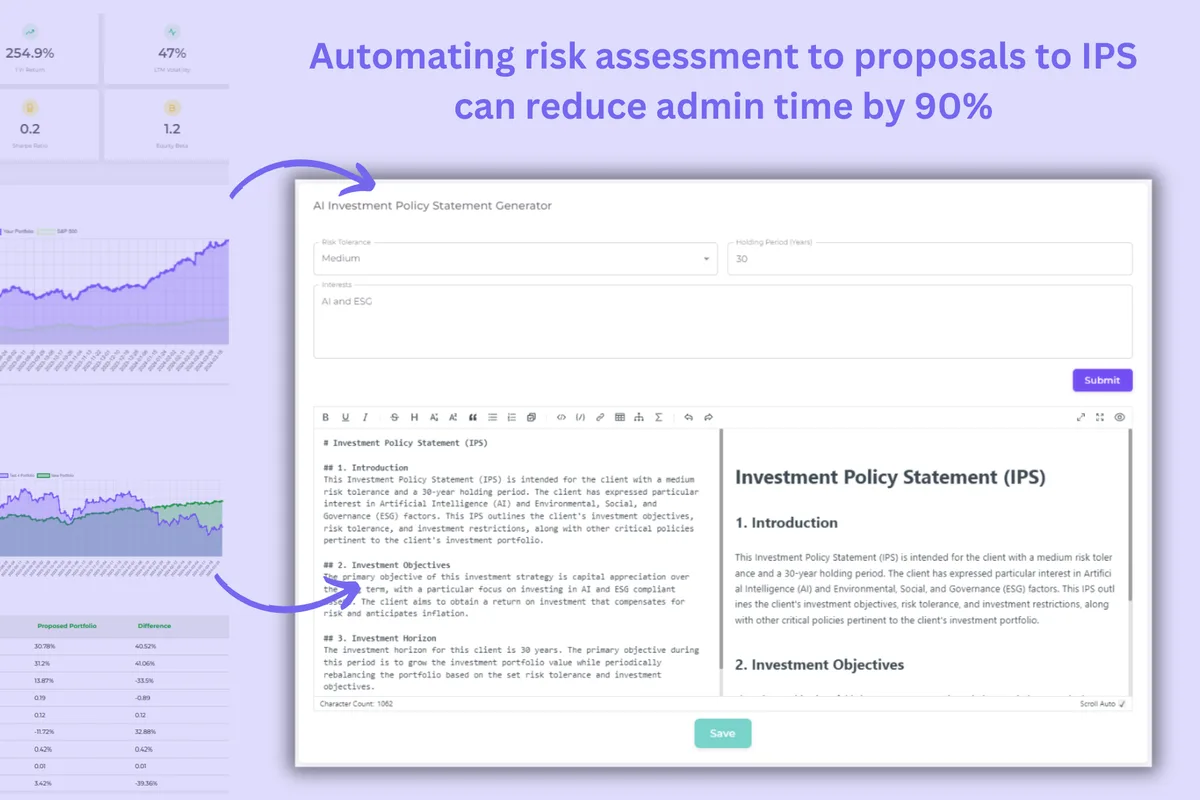 Automating risk assessment to proposals to IPS
can reduce admin time by 90%
254.9%
47%
0.2
1.2
Sharpe Ratio
Equity Beta
Your Portfolio
S&P 500
Proposed Portfolio
Difference
30.78%
40.52%
31.2%
41.06%
13.87%
-33.5%
0.19
-0.89
0.12
0.12
-11.72%
32.88%
0.42%
0.42%
0.01
0.01
3.42%
-39.36%
AI Investment Policy Statement Generator
Risk Tolerance
Medium
Holding Period (Years)
30
Interests
AI and ESG
Submit
# Investment Policy Statement (IPS)
## 1. Introduction
This Investment Policy Statement (IPS) is intended for the client with a medium
risk tolerance and a 30-year holding period. The client has expressed particular
interest in Artificial Intelligence (AI) and Environmental, Social, and
Governance (ESG) factors. This IPS outlines the client's investment objectives,
risk tolerance, and investment restrictions, along with other critical policies
pertinent to the client's investment portfolio.
## 2. Investment Objectives
The primary objective of this investment strategy is capital appreciation over
the term, with a particular focus on investing in AI and ESG compliant
The client aims to obtain a return on investment that compensates for
risk and anticipates inflation.
## 3. Investment Horizon
The investment horizon for this client is 30 years. The primary objective during
this period is to grow the investment portfolio value while periodically
rebalancing the portfolio based on the set risk tolerance and investment
objectives.
Character Count: 1062
Investment Policy Statement (IPS)
1. Introduction
This Investment Policy Statement (IPS) is intended for the client with a medium risk toler
ance and a 30-year holding period. The client has expressed particular interest in Artifici
al Intelligence (AI) and Environmental, Social, and Governance (ESG) factors. This IPS outl
ines the client's investment objectives, risk tolerance, and investment restrictions, along
with other critical policies pertinent to the client's investment portfolio.
2. Investment Objectives
Scroll Auto
Save